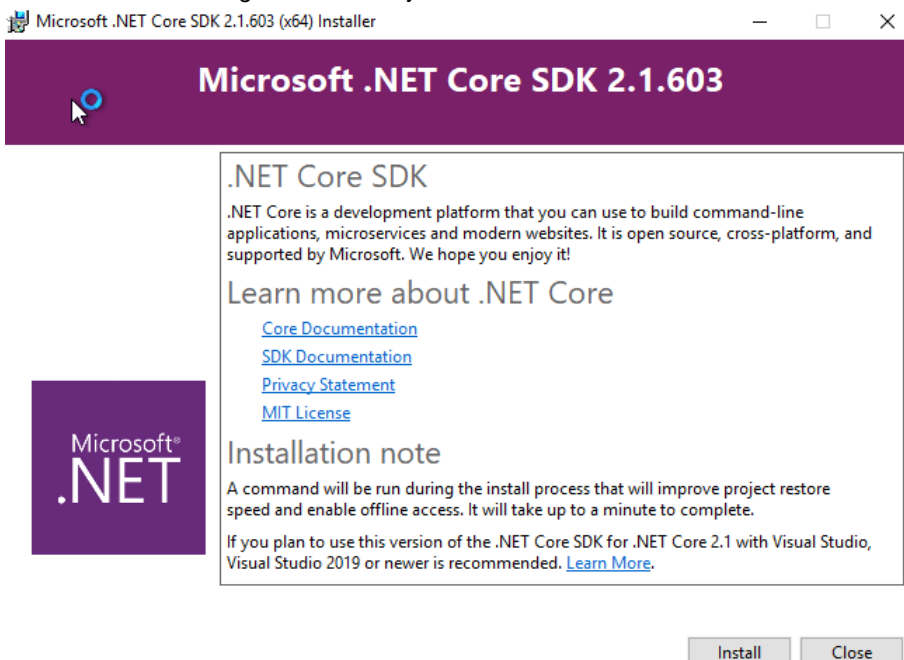 Microsoft .NET Core SDK 2.1.603 (x64) Installer
Microsoft .NET Core SDK 2.1.603
.NET Core SDK
.NET Core is a development platform that you can use to build command-line
applications, microservices and modern websites. It is open source, cross-platform, and
supported by Microsoft. We hope you enjoy it!
Learn more about .NET Core
Core Documentation
SDK Documentation
Privacy Statement
MIT License
Microsoft®
.NET
Installation note
A command will be run during the install process that will improve project restore
speed and enable offline access. It will take up to a minute to complete.
If you plan to use this version of the .NET Core SDK for .NET Core 2.1 with Visual Studio,
Visual Studio 2019 or newer is recommended. Learn More.
Install Close